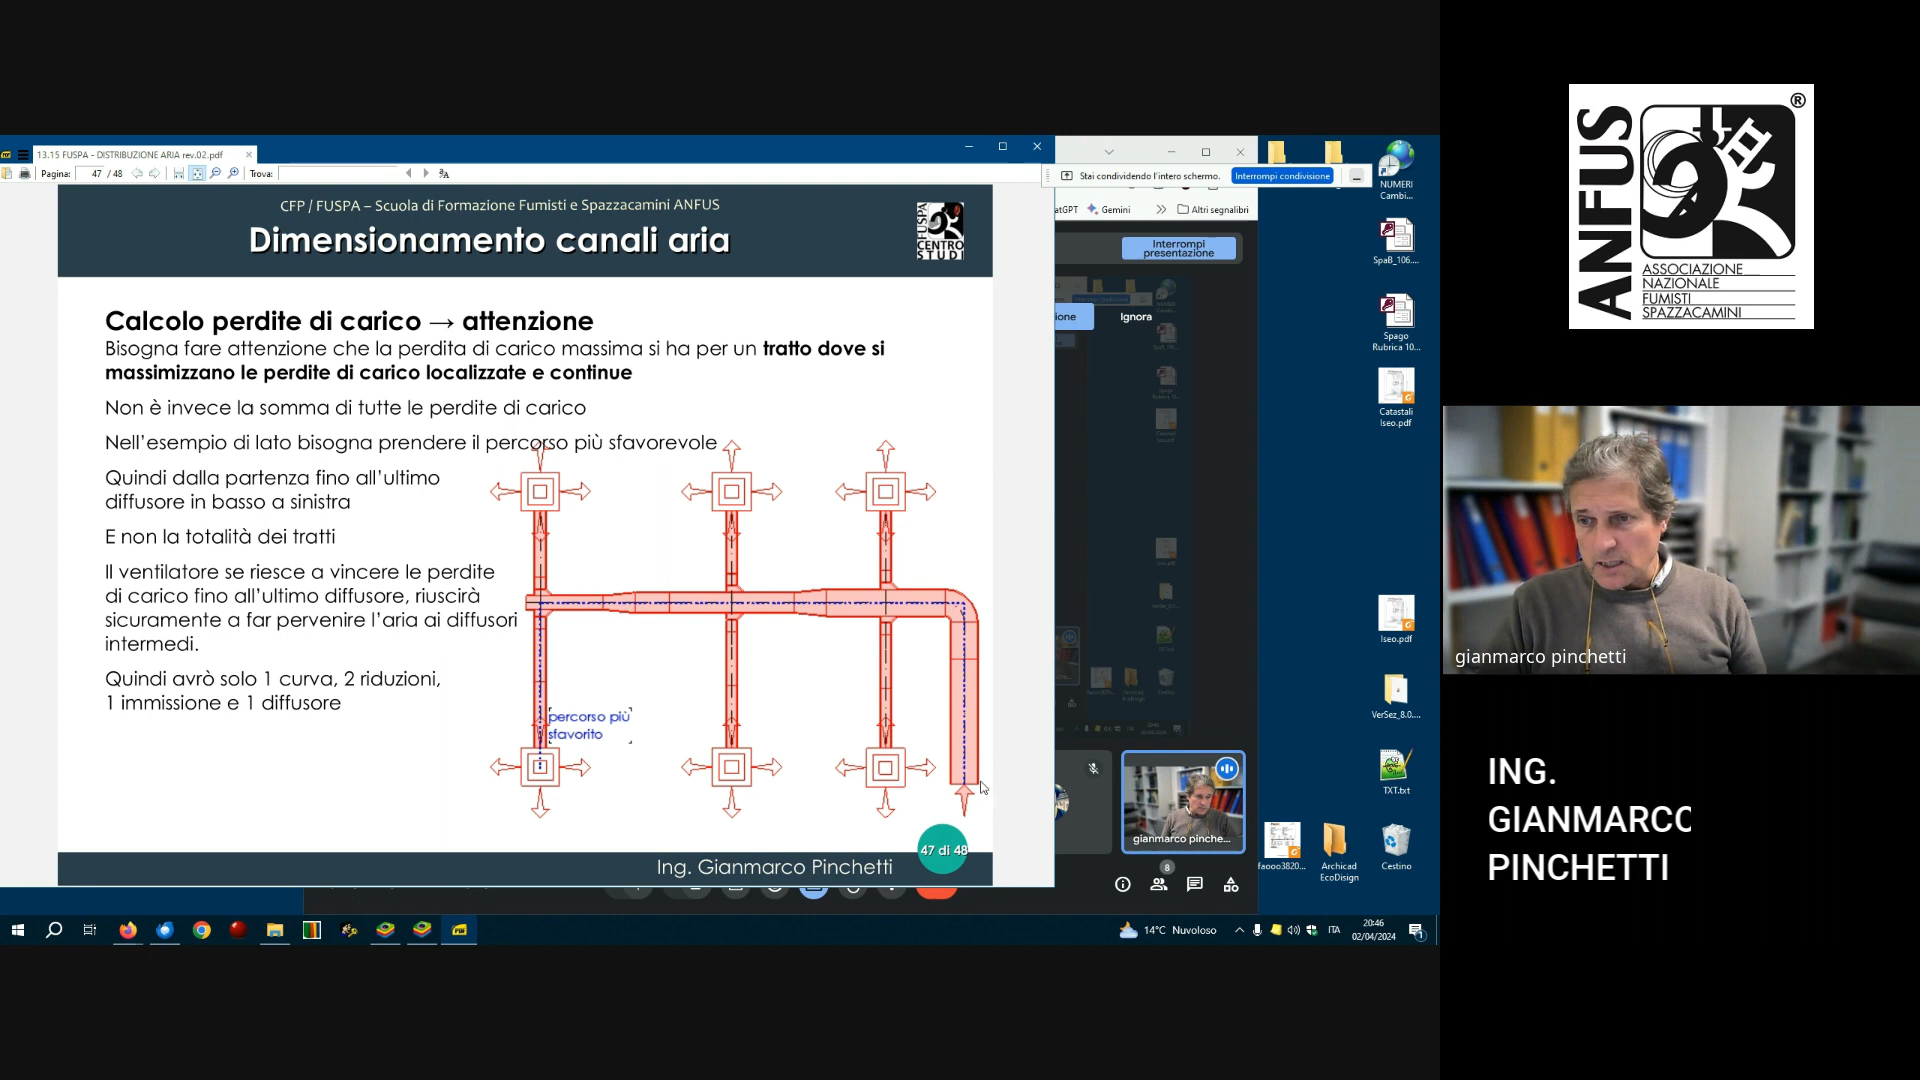 13.15 FUSPA - DISTRIBUZIONE ARIA rev.02.pdf
Pagina: 47 / 48 Trova:
CFP / FUSPA – Scuola di Formazione Fumisti e Spazzacamini ANFUS
Dimensionamento canali aria
FUSPA
CENTRO
STUDI
Calcolo perdite di carico → attenzione
Bisogna fare attenzione che la perdita di carico massima si ha per un tratto dove si
massimizzano le perdite di carico localizzate e continue
Non è invece la somma di tutte le perdite di carico
Nell'esempio di lato bisogna prendere il percorso più sfavorevole
Quindi dalla partenza fino all'ultimo
diffusore in basso a sinistra
E non la totalità dei tratti
Il ventilatore se riesce a vincere le perdite
di carico fino all'ultimo diffusore, riuscirà
sicuramente a far pervenire l'aria ai diffusori
intermedi.
Quindi avrò solo 1 curva, 2 riduzioni,
1 immissione e 1 diffusore
percorso più
sfavorito
47 di 48
Ing. Gianmarco Pinchetti
Stai condividendo l'intero schermo. Interrompi condivisione
atGPT Gemini Altri segnalibri
Interrompi
presentazione
ione Ignora
gianmarco pinche...
8
NUMERI
Cambi...
SpaB_106....
Spago
Rubrica 10...
Catastali
Iseo.pdf
Iseo.pdf
VerSez_8.0....
TXT.txt
faooo3820...
Archicad
EcoDisign
Cestino
14°C Nuvoloso ITA 20:46
02/04/2024
1
ANFUS
®
ASSOCIAZIONE
NAZIONALE
FUMISTI
SPAZZACAMINI
gianmarco pinchetti
ING.
GIANMARCO
PINCHETTI